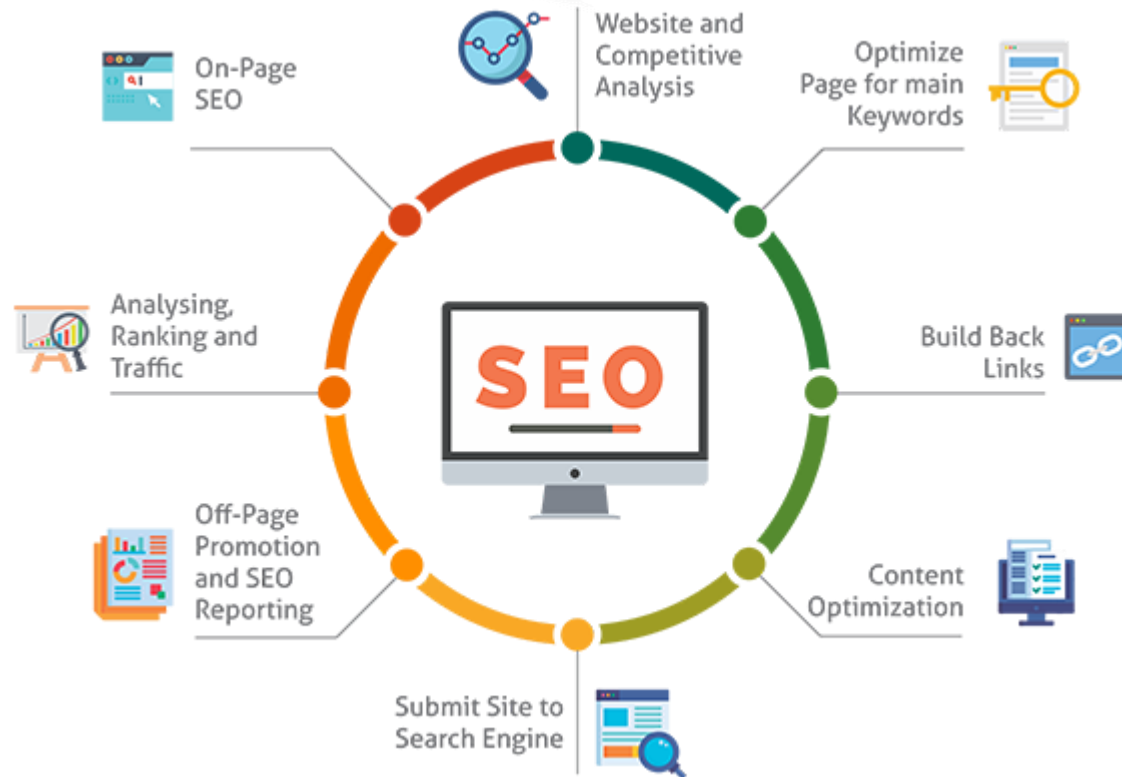 Website and
Competitive
Analysis
Optimize
Page for main
Keywords
Build Back
Links
Content
Optimization
Submit Site to
Search Engine
Off-Page
Promotion
and SEO
Reporting
Analysing,
Ranking and
Traffic
On-Page
SEO
SEO